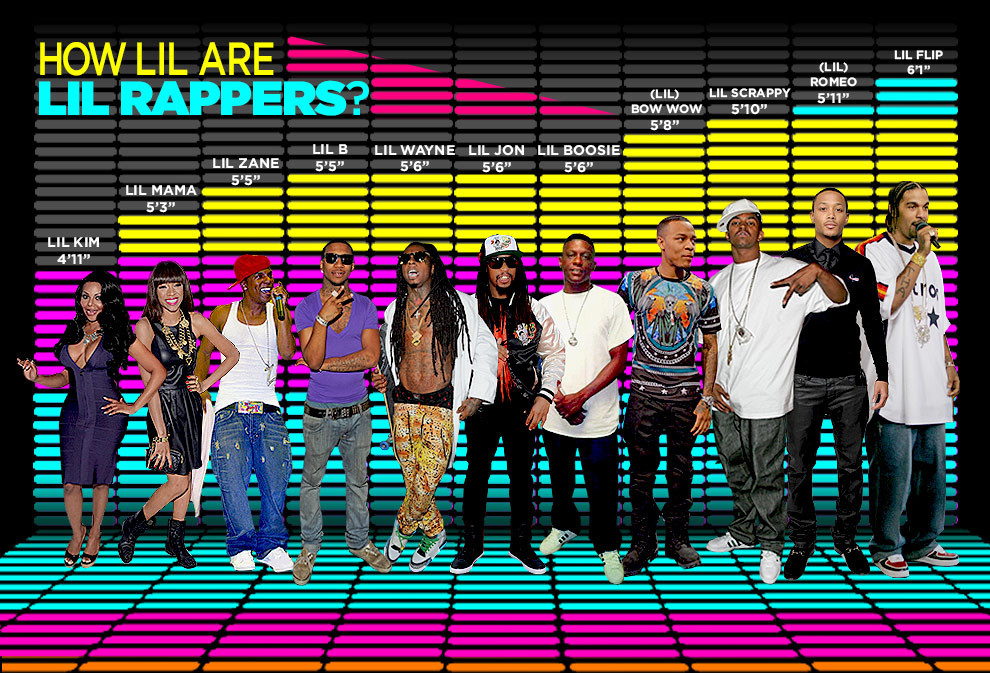 HOW LIL ARE
LIL RAPPERS?
LIL KIM
4'11"
LIL MAMA
5'3"
LIL ZANE
5'5"
LIL B
5'5"
LIL WAYNE
5'6"
LIL JON
5'6"
LIL BOOSIE
5'6"
(LIL)
BOW WOW
5'8"
LIL SCRAPPY
5'10"
(LIL)
ROMEO
5'11"
LIL FLIP
6'1"